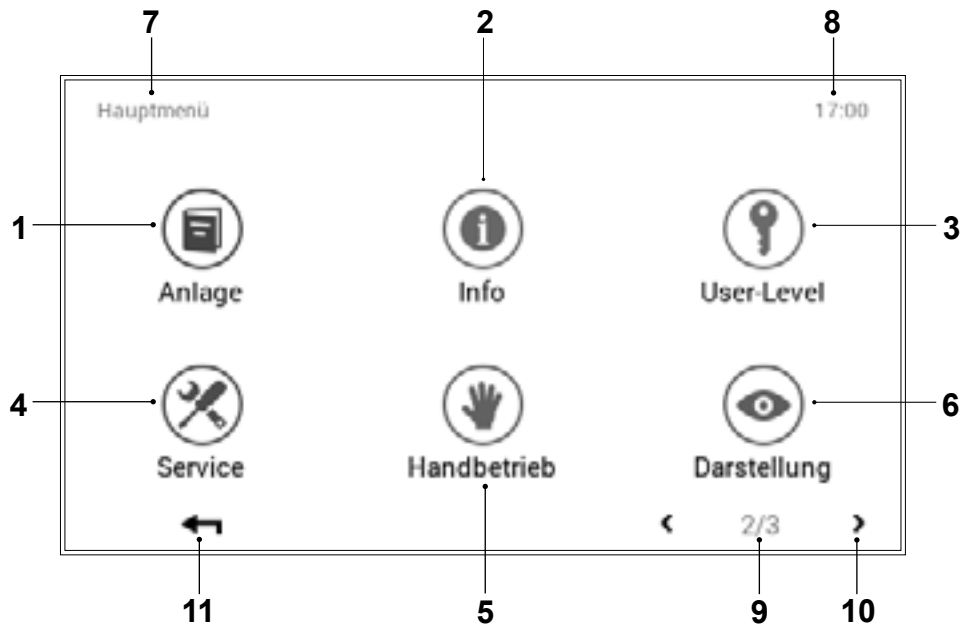 7 2 8
Hauptmenü 17:00
1 3
Anlage Info User-Level
4 6
Service Handbetrieb Darstellung
2/3
11 5 9 10